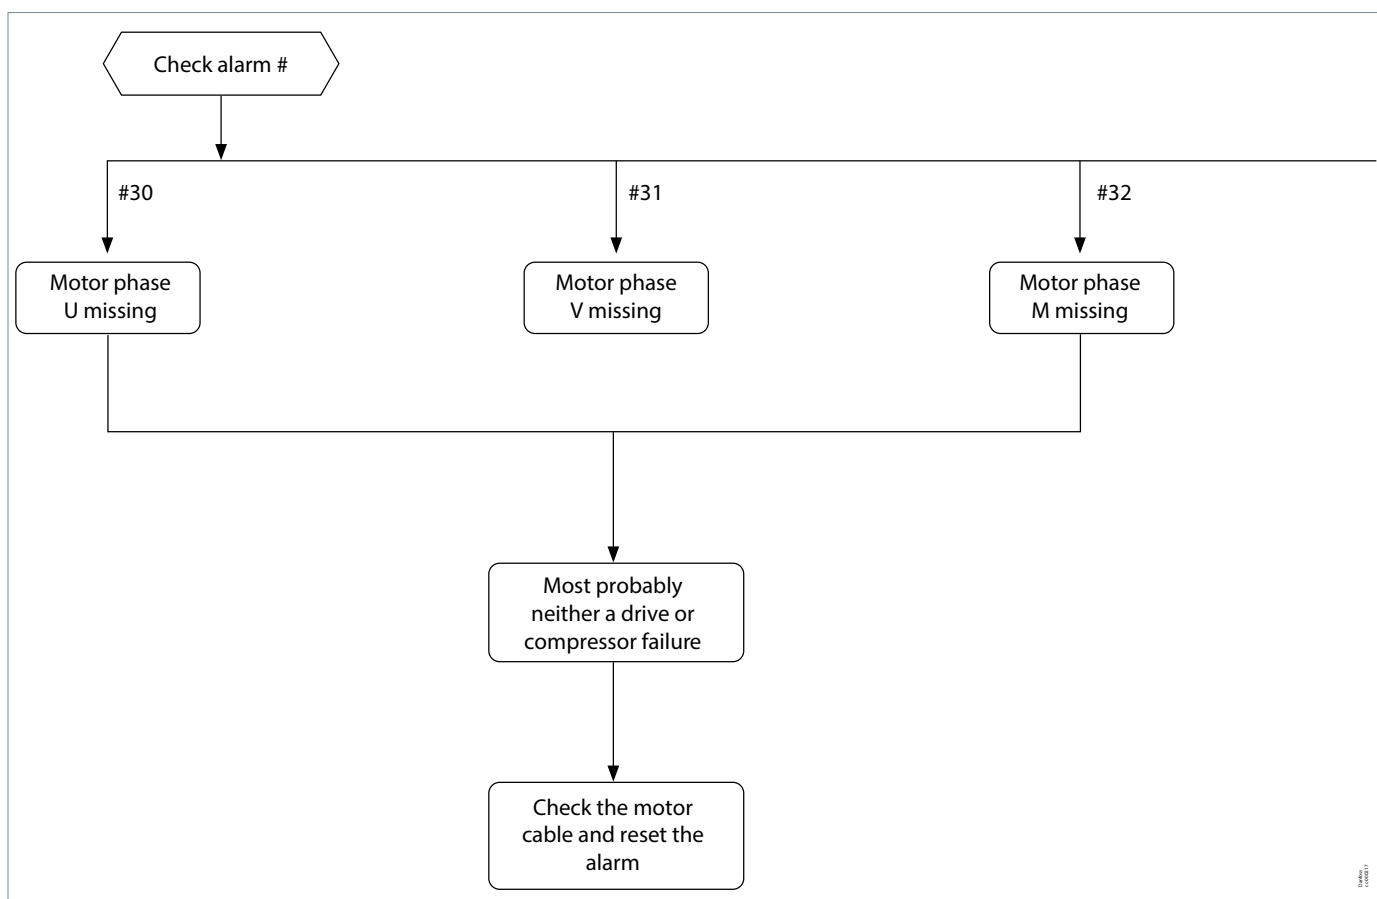 Check alarm #
#30
#31
#32
Motor phase
U missing
Motor phase
V missing
Motor phase
M missing
Most probably
neither a drive or
compressor failure
Check the motor
cable and reset the
alarm
Danfoss